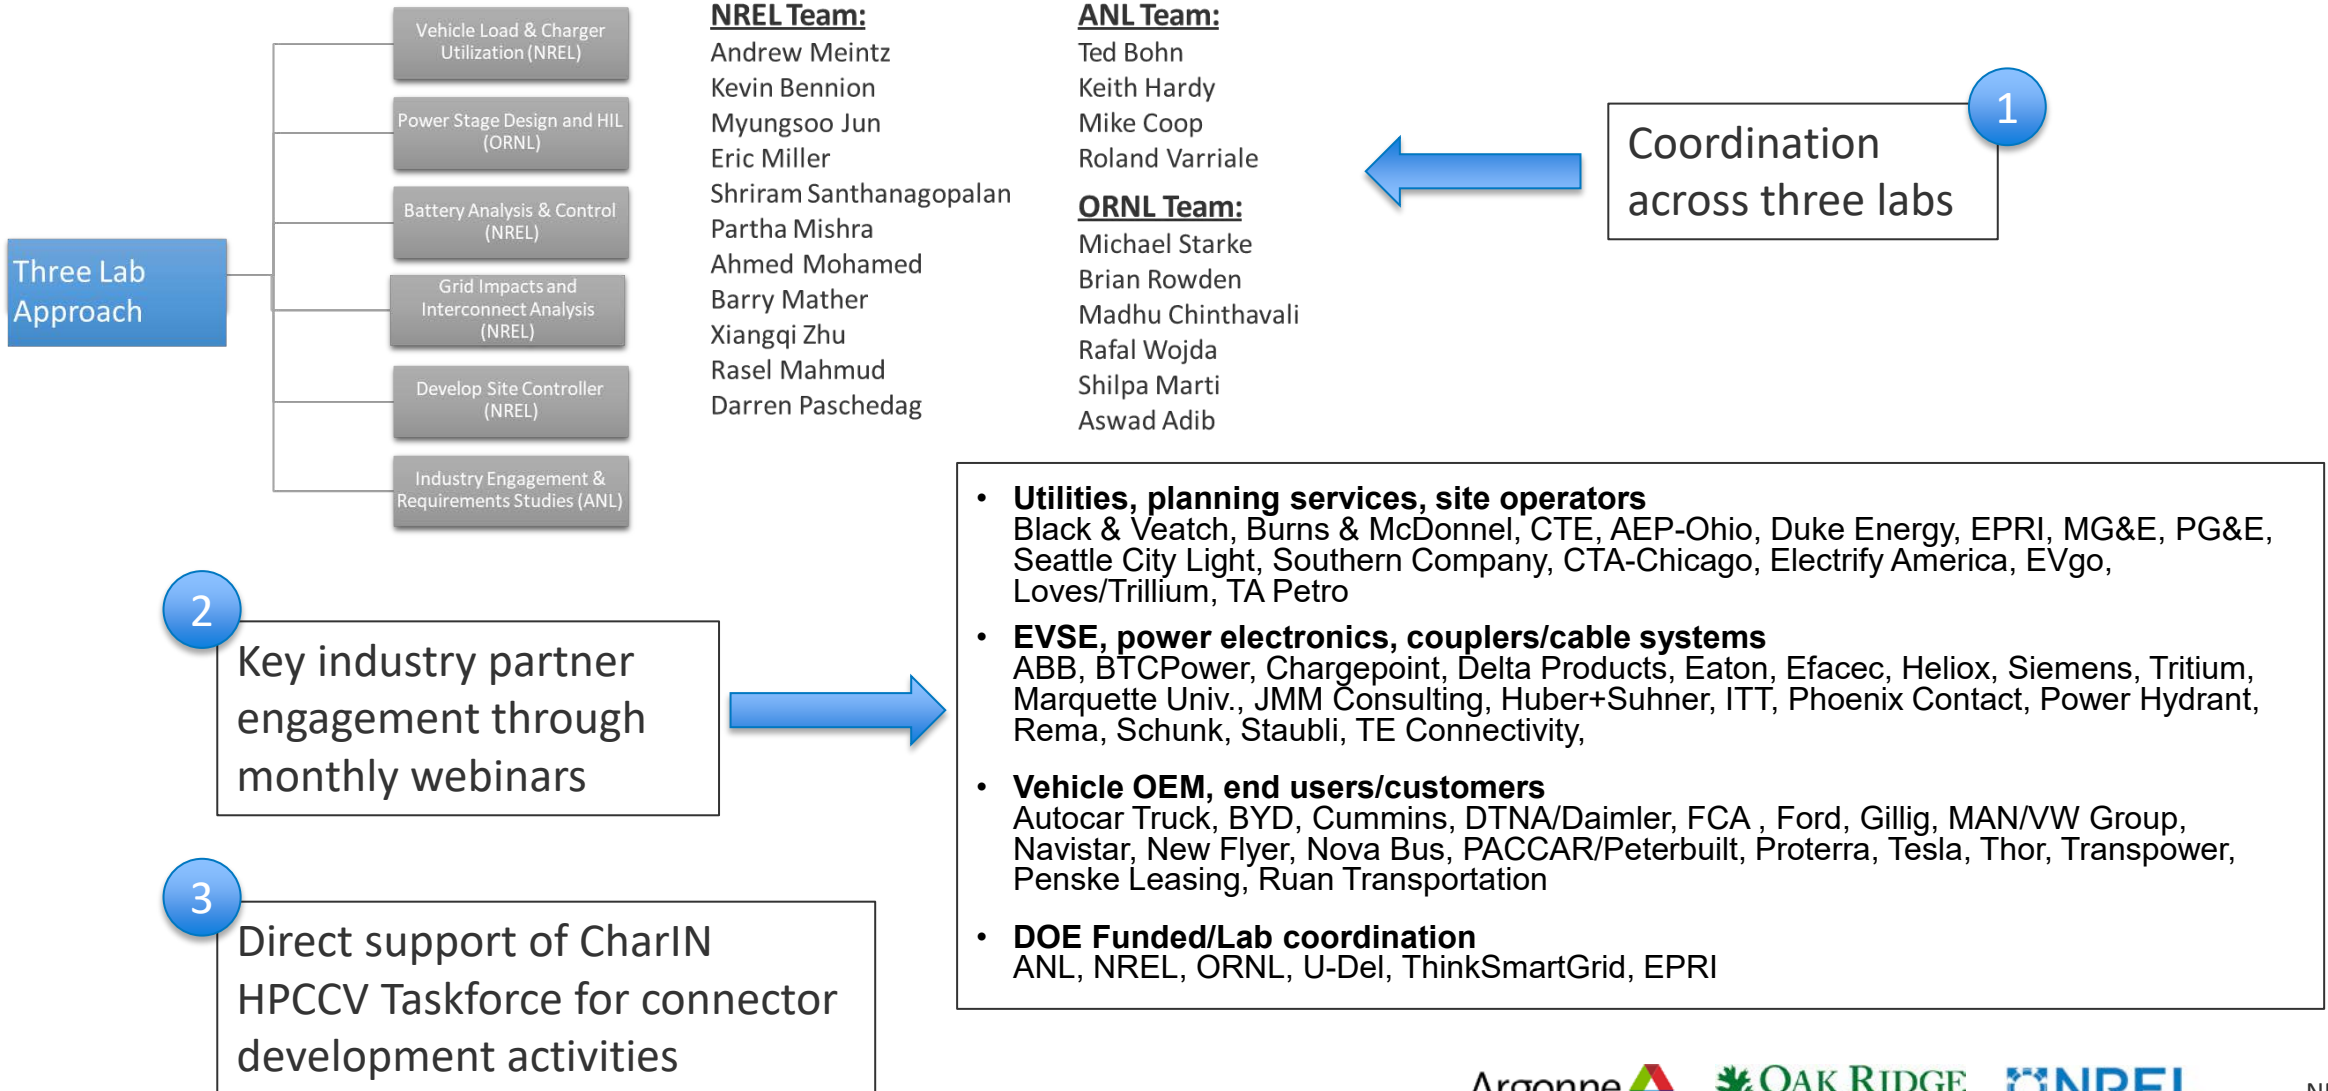 Three Lab
Approach
Vehicle Load & Charger
Utilization (NREL)
Power Stage Design and HIL
(ORNL)
Battery Analysis & Control
(NREL)
Grid Impacts and
Interconnect Analysis
(NREL)
Develop Site Controller
(NREL)
Industry Engagement &
Requirements Studies (ANL)
NREL Team:
Andrew Meintz
Kevin Bennion
Myungsoo Jun
Eric Miller
Shriram Santhanagopalan
Partha Mishra
Ahmed Mohamed
Barry Mather
Xiangqi Zhu
Rasel Mahmud
Darren Paschedag
ANL Team:
Ted Bohn
Keith Hardy
Mike Coop
Roland Varriale
ORNL Team:
Michael Starke
Brian Rowden
Madhu Chinthavali
Rafal Wojda
Shilpa Marti
Aswad Adib
1
Coordination
across three labs
2
Key industry partner
engagement through
monthly webinars
3
Direct support of CharIN
HPCCV Taskforce for connector
development activities
• Utilities, planning services, site operators
Black & Veatch, Burns & McDonnel, CTE, AEP-Ohio, Duke Energy, EPRI, MG&E, PG&E,
Seattle City Light, Southern Company, CTA-Chicago, Electrify America, EVgo,
Loves/Trillium, TA Petro
• EVSE, power electronics, couplers/cable systems
ABB, BTCPower, Chargepoint, Delta Products, Eaton, Efacec, Heliox, Siemens, Tritium,
Marquette Univ., JMM Consulting, Huber+Suhner, ITT, Phoenix Contact, Power Hydrant,
Rema, Schunk, Staubli, TE Connectivity,
• Vehicle OEM, end users/customers
Autocar Truck, BYD, Cummins, DTNA/Daimler, FCA , Ford, Gillig, MAN/VW Group,
Navistar, New Flyer, Nova Bus, PACCAR/Peterbuilt, Proterra, Tesla, Thor, Transpower,
Penske Leasing, Ruan Transportation
• DOE Funded/Lab coordination
ANL, NREL, ORNL, U-Del, ThinkSmartGrid, EPRI
Argonne
OAK RIDGE
NREL